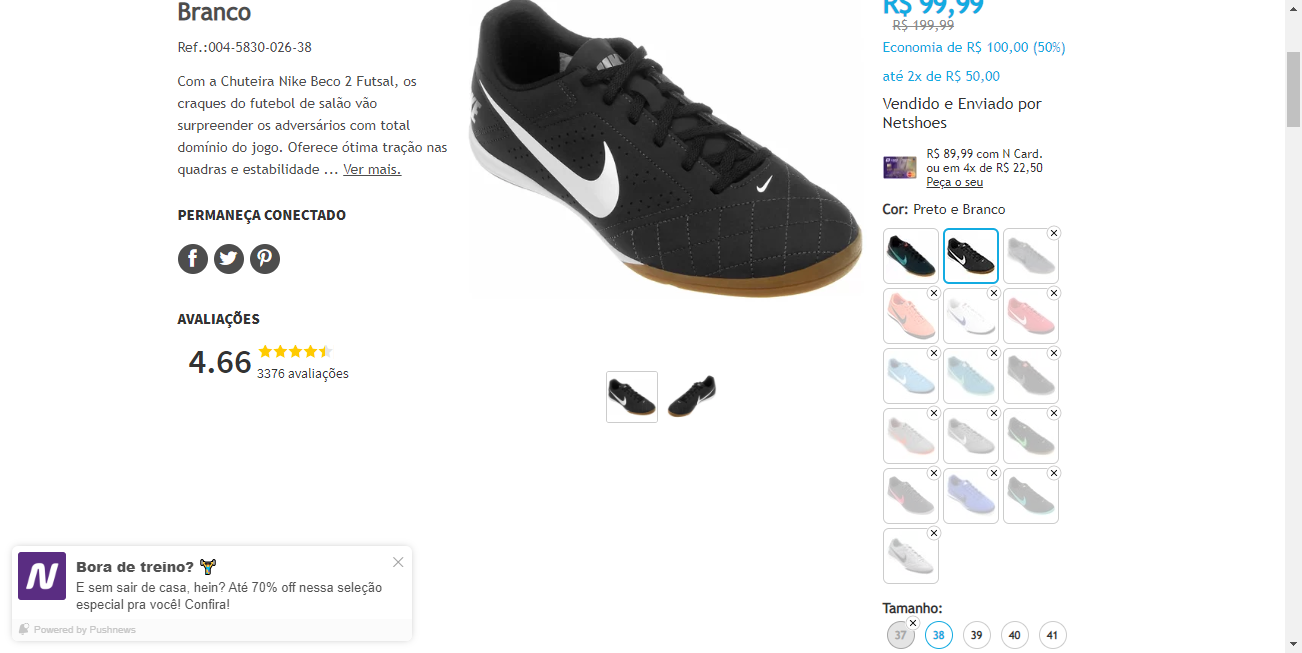 Branco
Ref.:004-5830-026-38
Com a Chuteira Nike Beco 2 Futsal, os
craques do futebol de salão vão
surpreender os adversários com total
domínio do jogo. Oferece ótima tração nas
quadras e estabilidade ... Ver mais.
PERMANEÇA CONECTADO
AVALIAÇÕES
4.66
3376 avaliações
R$ 99,99
R$ 199,99
Economia de R$ 100,00 (50%)
até 2x de R$ 50,00
Vendido e Enviado por
Netshoes
R$ 89,99 com N Card.
ou em 4x de R$ 22,50
Peça o seu
Cor: Preto e Branco
Tamanho:
37 38 39 40 41
Bora de treino?
E sem sair de casa, hein? Até 70% off nessa seleção
especial pra você! Confira!
Powered by Pushnews